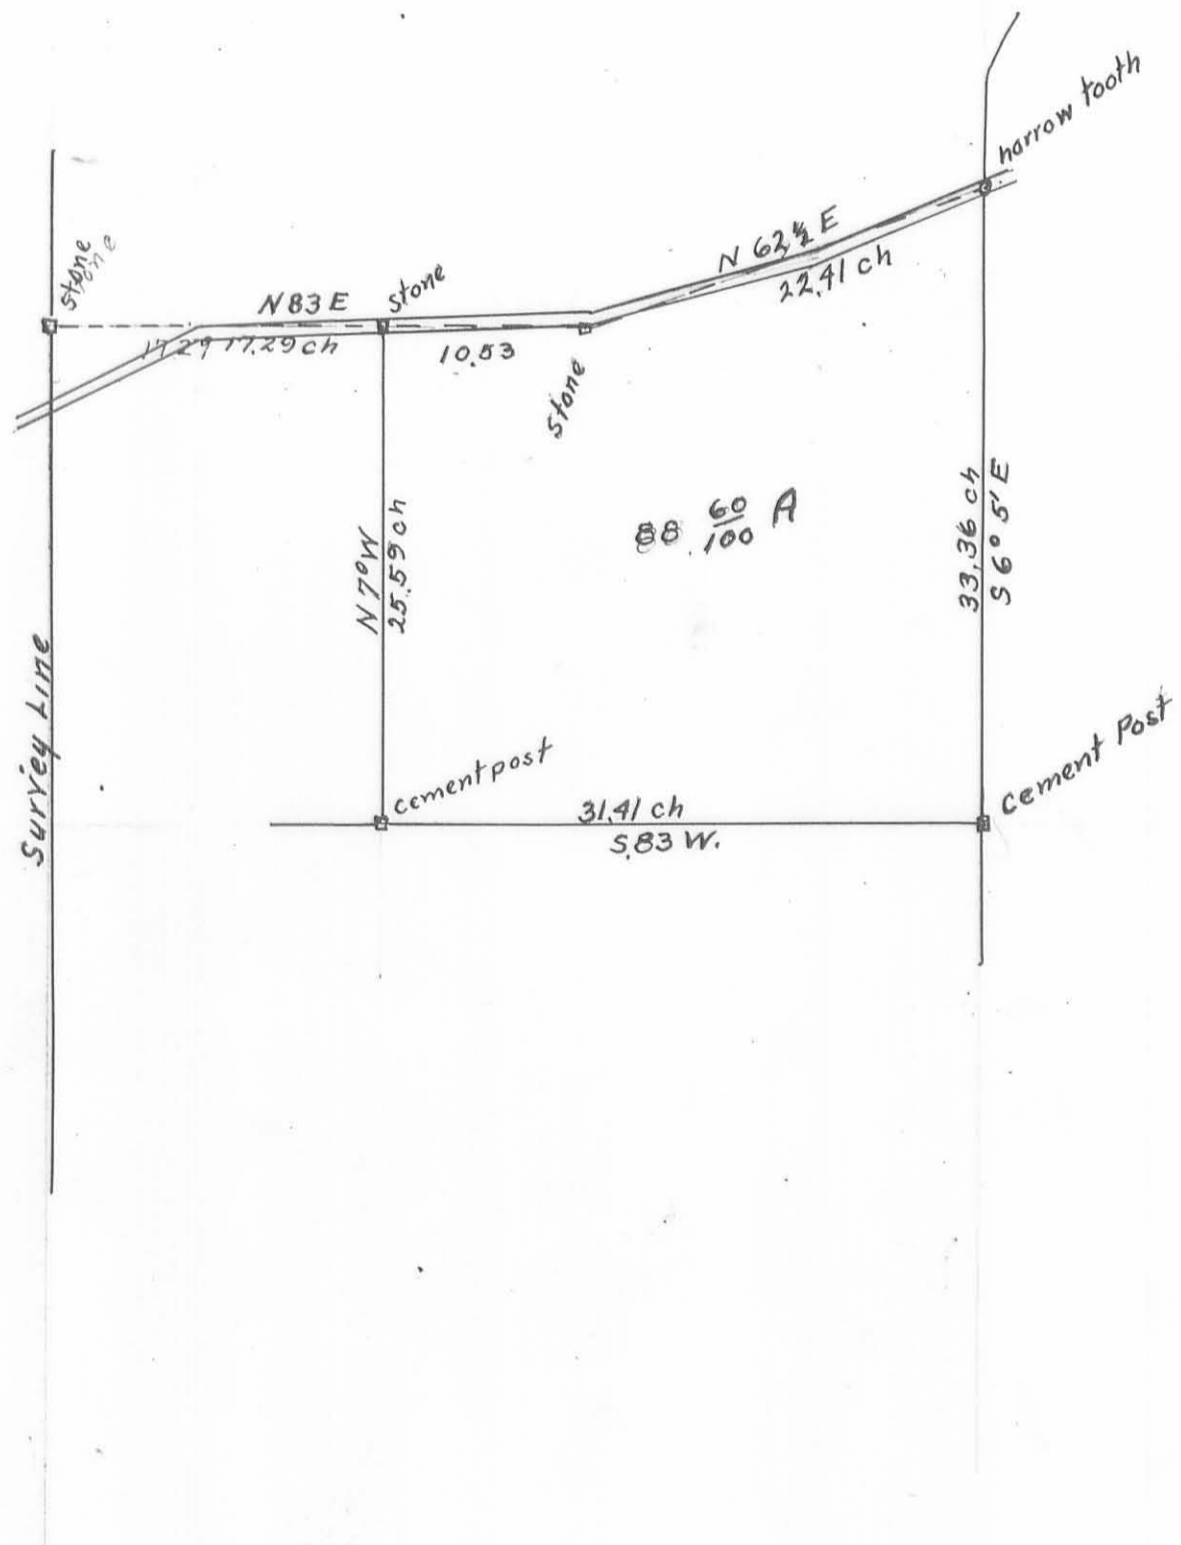 harrow tooth
stone
stone
N 83 E
stone
N 62½ E
22.41 ch
17.29 17.29 ch
10.53
stone
88 60/100 A
N 7° W
25.59 ch
33.36 ch
S 6° 5' E
Survey Line
cement post
31.41 ch
S.83 W.
Cement Post